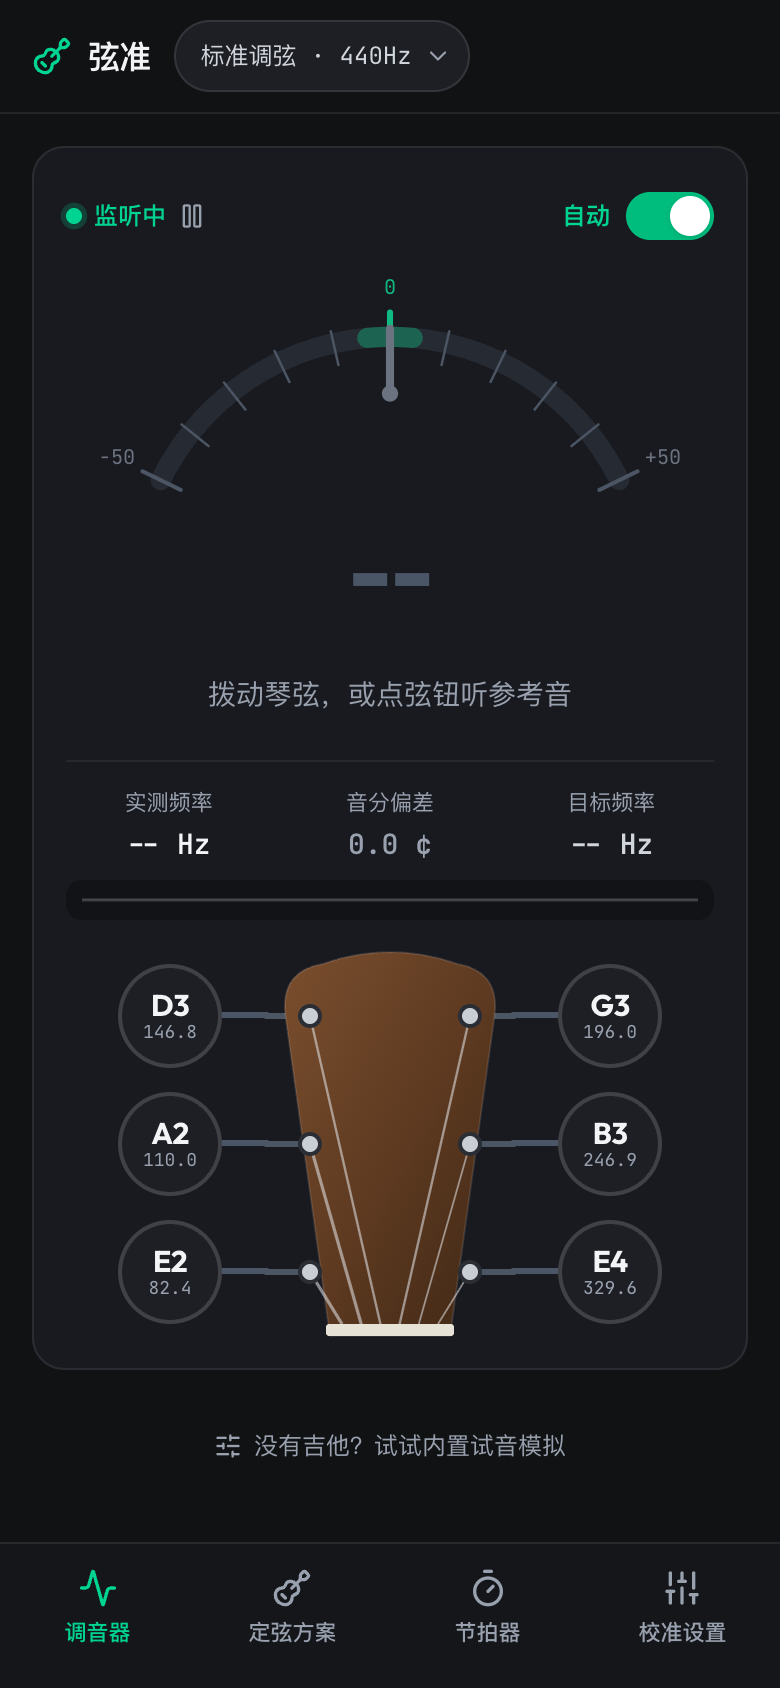 弦准
标准调弦 · 440Hz
监听中
自动
0
-50
+50
--
拨动琴弦，或点弦钮听参考音
实测频率
音分偏差
目标频率
-- Hz
0.0 ¢
-- Hz
D3
146.8
G3
196.0
A2
110.0
B3
246.9
E2
82.4
E4
329.6
没有吉他？试试内置试音模拟
调音器
定弦方案
节拍器
校准设置